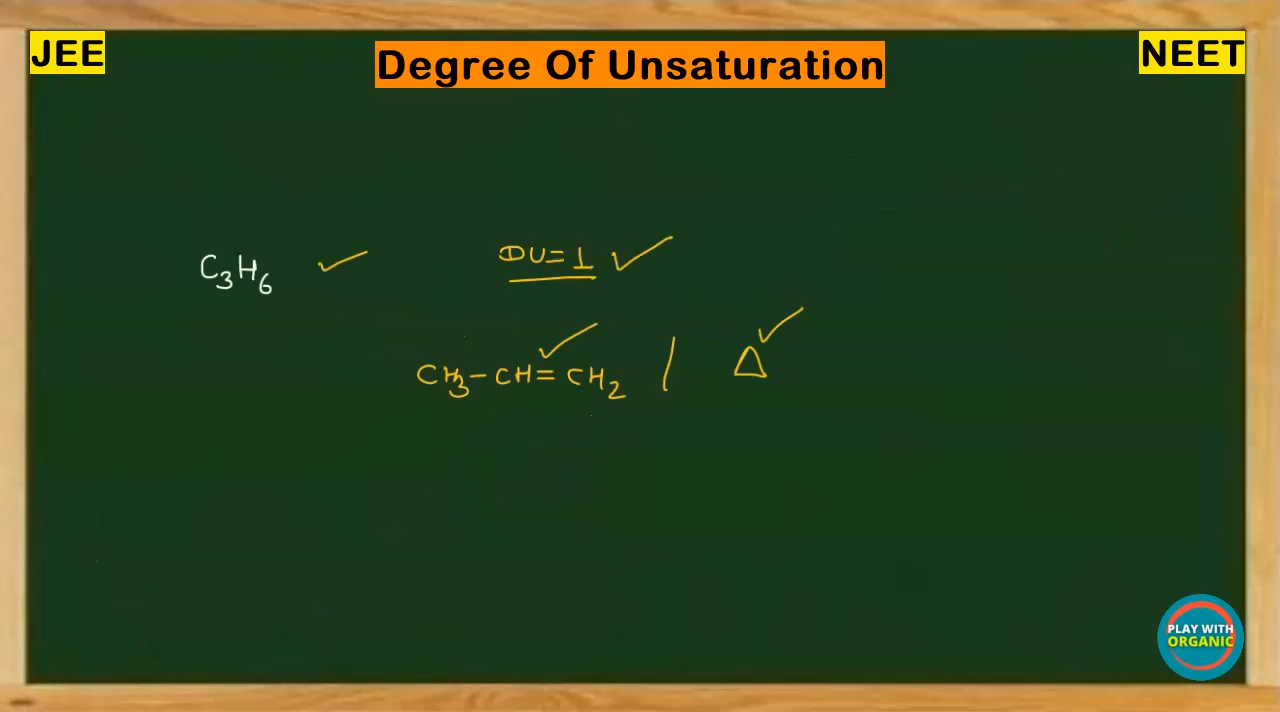 JEE
Degree Of Unsaturation
NEET
C₃H₆ ✓ DU=1 ✓
CH₃-CH=CH₂ ✓ / △ ✓
PLAY WITH
ORGANIC